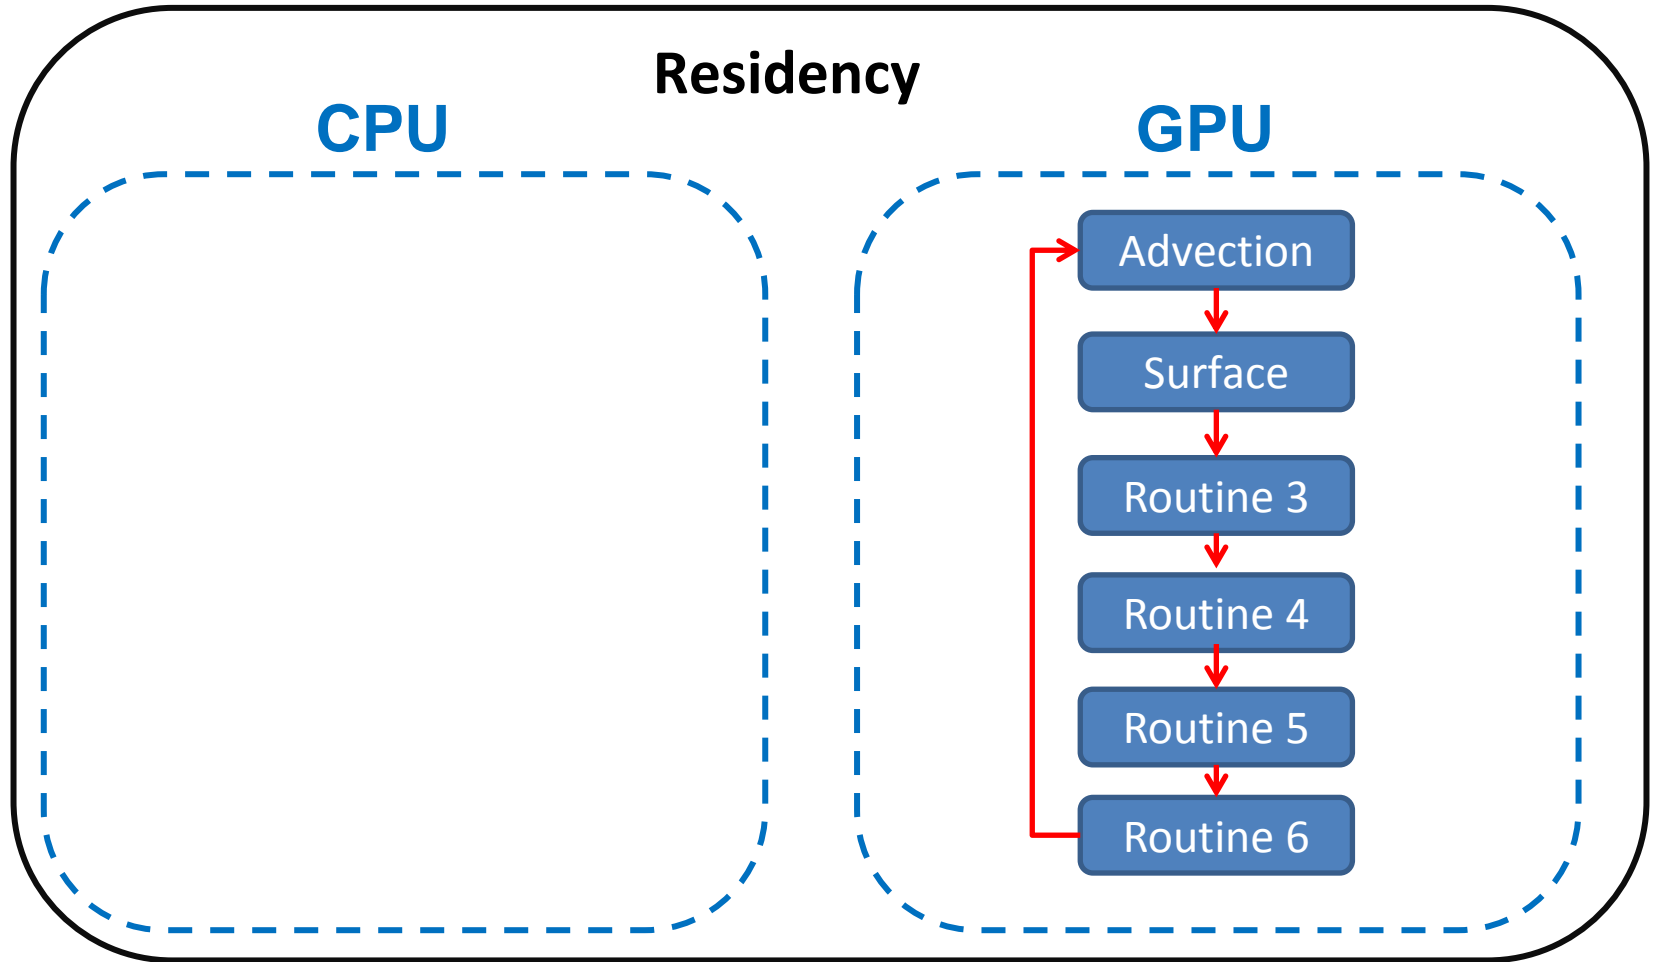 Residency
CPU
GPU
Advection
Surface
Routine 3
Routine 4
Routine 5
Routine 6